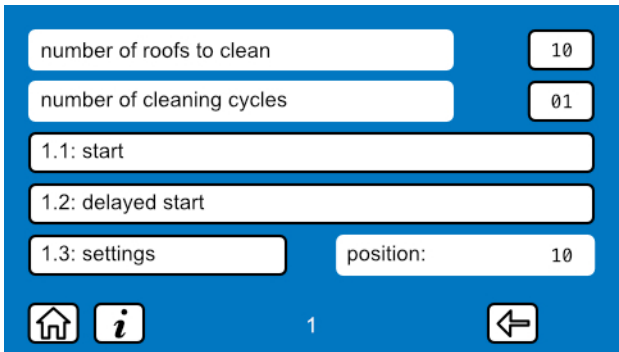 number of roofs to clean 10
number of cleaning cycles 01
1.1: start
1.2: delayed start
1.3: settings position: 10
i 1